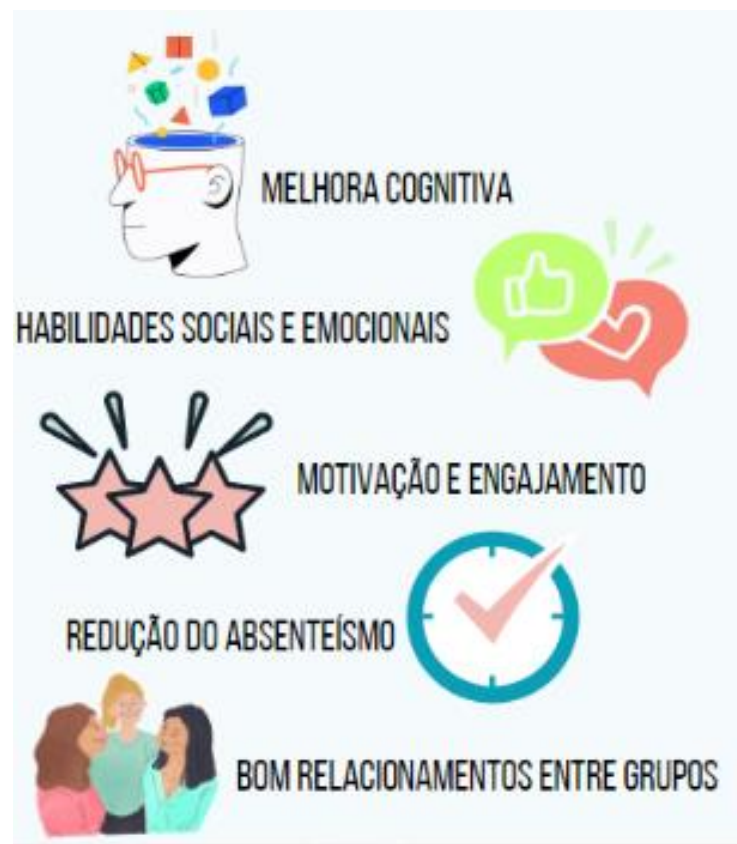 MELHORA COGNITIVA
HABILIDADES SOCIAIS E EMOCIONAIS
MOTIVAÇÃO E ENGAJAMENTO
REDUÇÃO DO ABSENTEÍSMO
BOM RELACIONAMENTOS ENTRE GRUPOS